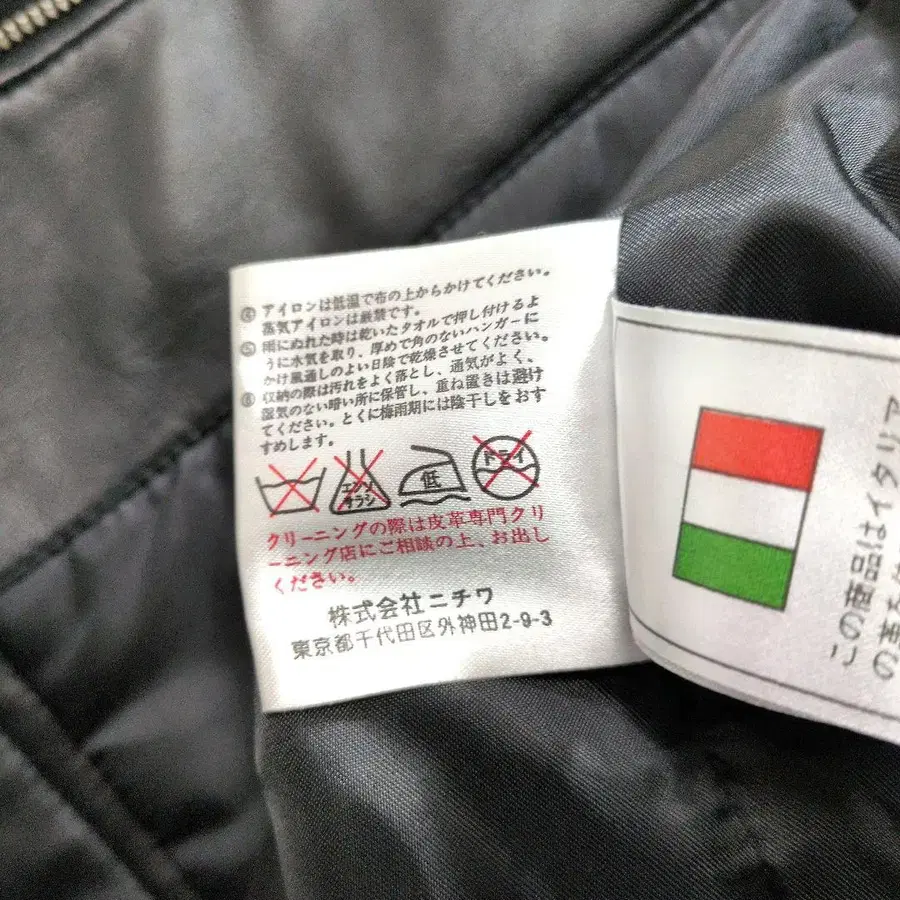 ④ アイロンは低温で布の上からかけてください。
蒸気アイロンは厳禁です。
⑤ 雨にぬれた時は乾いたタオルで押し付けるよ
うに水気を取り、厚めで角のないハンガーに
かけ風通しのよい日陰で乾燥させてください。
⑥ 収納の際は汚れをよく落とし、通気がよく、
湿気のない暗い所に保管し、重ね置きは避け
てください。とくに梅雨期には陰干しをおす
すめします。
エンソ
サラシ
低
ドライ
クリーニングの際は皮革専門クリ
ーニング店にご相談の上、お出し
ください。
株式会社ニチワ
東京都千代田区外神田2-9-3
この商品はイタリア
の革を